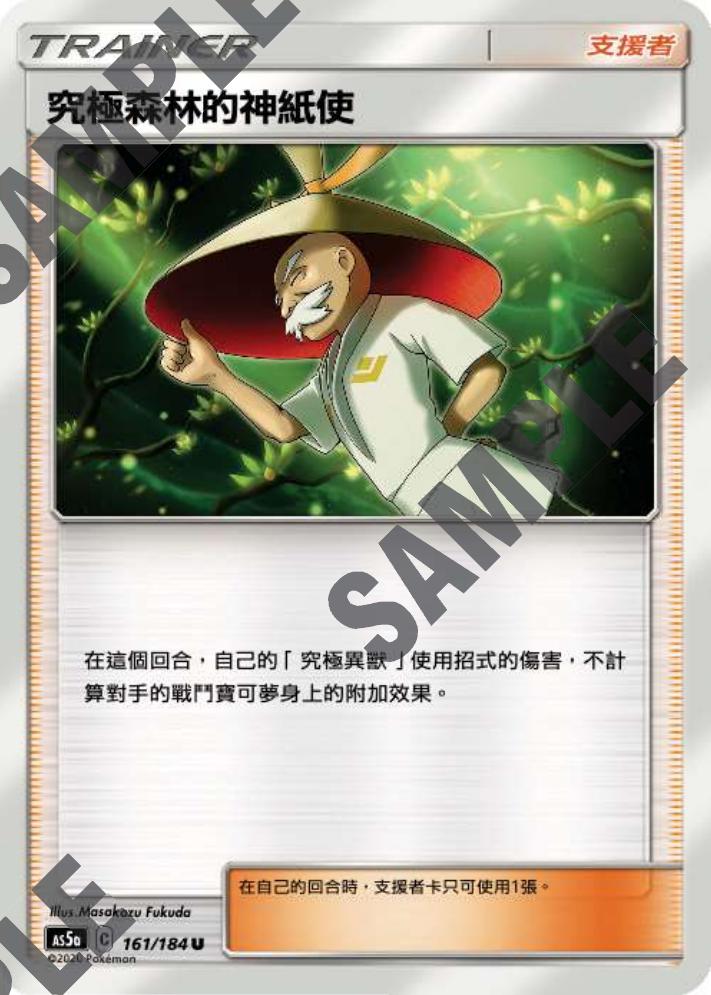 TRAINER
支援者
究極森林的神紙使
在這個回合，自己的「究極異獸」使用招式的傷害，不計
算對手的戰鬥寶可夢身上的附加效果。
在自己的回合時，支援者卡只可使用1張。
Illus. Masakazu Fukuda
AS5a C 161/184 U
©2020 Pokémon
SAMPLE
SAMPLE
SAMPLE